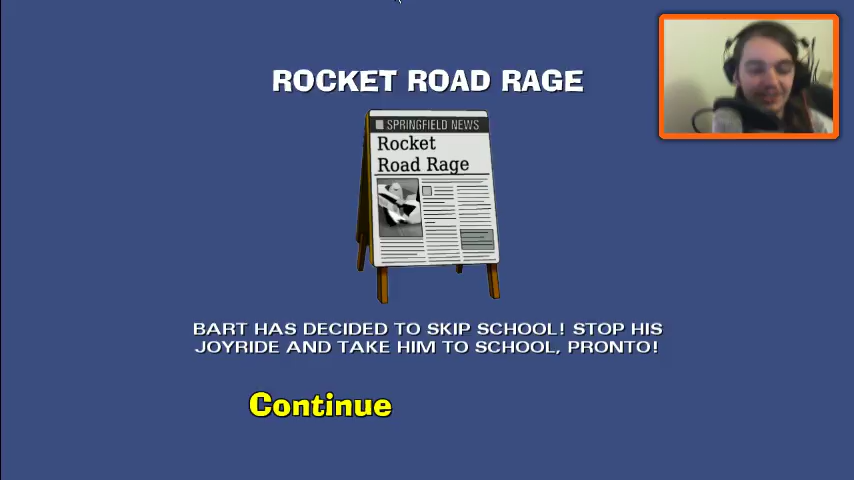 ROCKET ROAD RAGE
SPRINGFIELD NEWS
Rocket
Road Rage
BART HAS DECIDED TO SKIP SCHOOL! STOP HIS
JOYRIDE AND TAKE HIM TO SCHOOL, PRONTO!
Continue